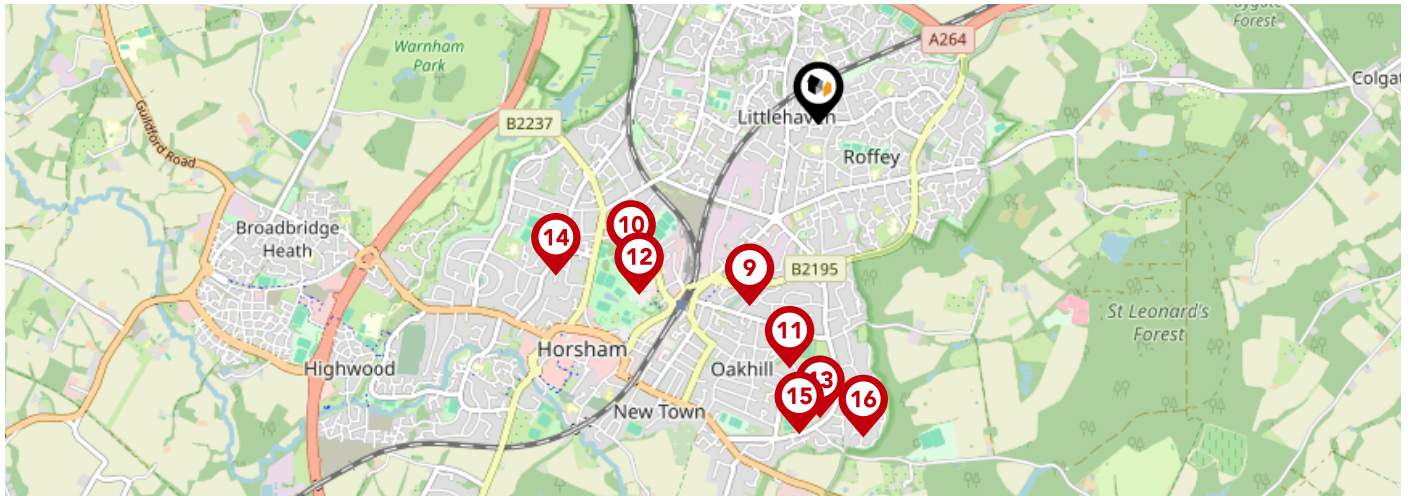 Warnham
Park
Forest
A264
Colgat
B2237
Littlehaven
Guildford Road
Roffey
Broadbridge
Heath
10
14
12
9
B2195
11
St Leonard's
Forest
Horsham
Highwood
Oakhill
13
15
16
New Town